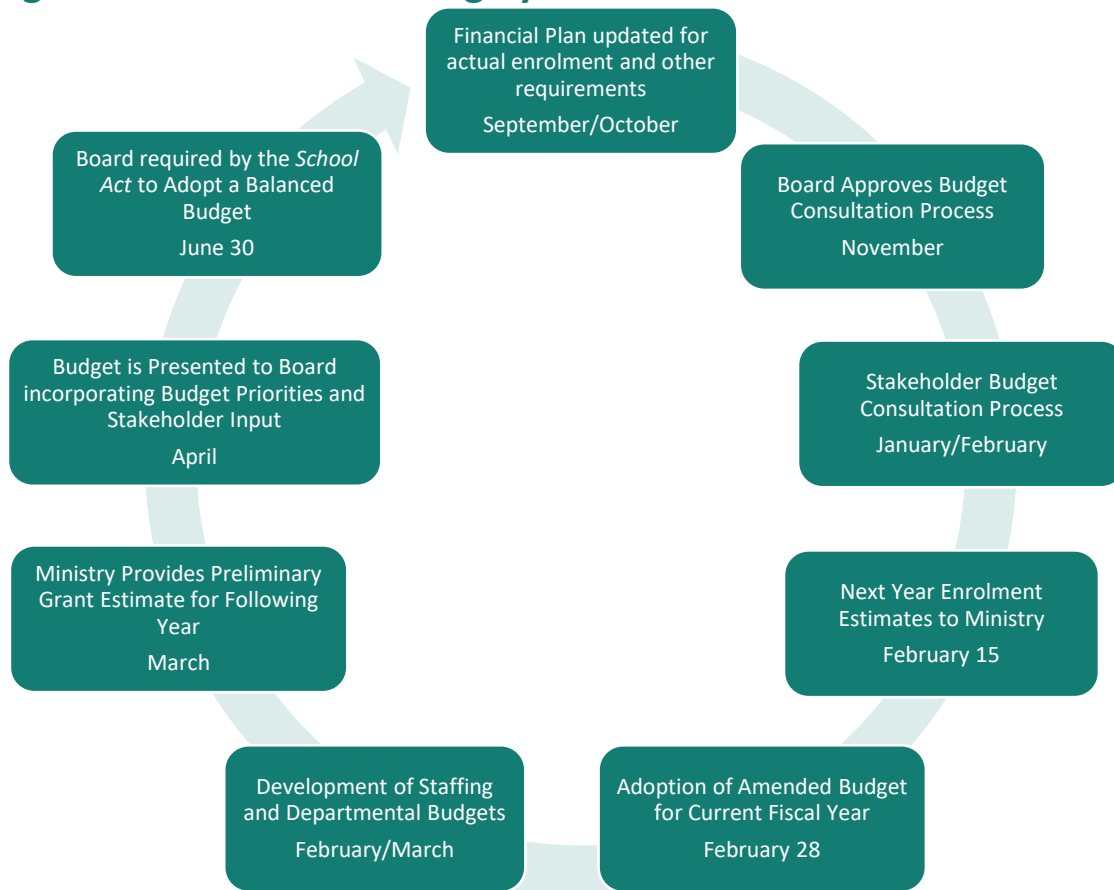 Financial Plan updated for
actual enrolment and other
requirements
September/October
Board Approves Budget
Consultation Process
November
Stakeholder Budget
Consultation Process
January/February
Next Year Enrolment
Estimates to Ministry
February 15
Adoption of Amended Budget
for Current Fiscal Year
February 28
Development of Staffing
and Departmental Budgets
February/March
Ministry Provides Preliminary
Grant Estimate for Following
Year
March
Budget is Presented to Board
incorporating Budget Priorities and
Stakeholder Input
April
Board required by the School
Act to Adopt a Balanced
Budget
June 30